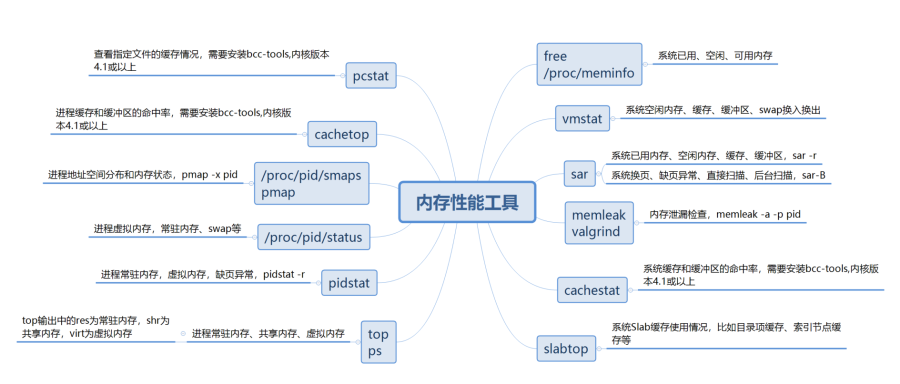 内存性能工具
查看指定文件的缓存情况，需要安装bcc-tools,内核版本
4.1或以上
pcstat
进程缓存和缓冲区的命中率，需要安装bcc-tools,内核版
本4.1或以上
cachetop
进程地址空间分布和内存状态，pmap -x pid
/proc/pid/smaps
pmap
进程虚拟内存，常驻内存、swap等
/proc/pid/status
进程常驻内存，虚拟内存，缺页异常，pidstat -r
pidstat
top输出中的res为常驻内存，shr为
共享内存，virt为虚拟内存
进程常驻内存、共享内存、虚拟内存
top
ps
free
/proc/meminfo
系统已用、空闲、可用内存
vmstat
系统空闲内存、缓存、缓冲区、swap换入换出
sar
系统已用内存、空闲内存、缓存、缓冲区，sar -r
系统换页、缺页异常、直接扫描、后台扫描，sar-B
memleak
valgrind
内存泄漏检查，memleak -a -p pid
cachestat
系统缓存和缓冲区的命中率，需要安装bcc-tools,内核版
本4.1或以上
slabtop
系统Slab缓存使用情况，比如目录项缓存、索引节点缓
存等